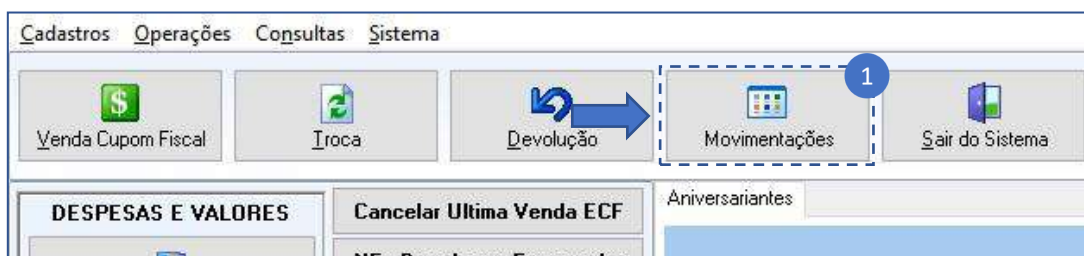 Cadastros Operações Consultas Sistema
1
Venda Cupom Fiscal Troca Devolução Movimentações Sair do Sistema
DESPESAS E VALORES Cancelar Ultima Venda ECF Aniversariantes